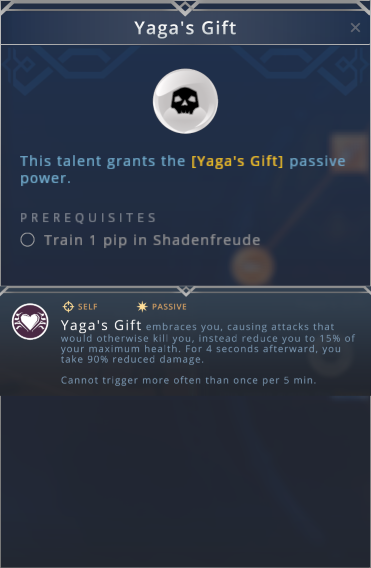 Yaga's Gift
This talent grants the [Yaga's Gift] passive
power.
PREREQUISITES
Train 1 pip in Shadenfreude
SELF PASSIVE
Yaga's Gift embraces you, causing attacks that
would otherwise kill you, instead reduce you to 15% of
your maximum health. For 4 seconds afterward, you
take 90% reduced damage.
Cannot trigger more often than once per 5 min.